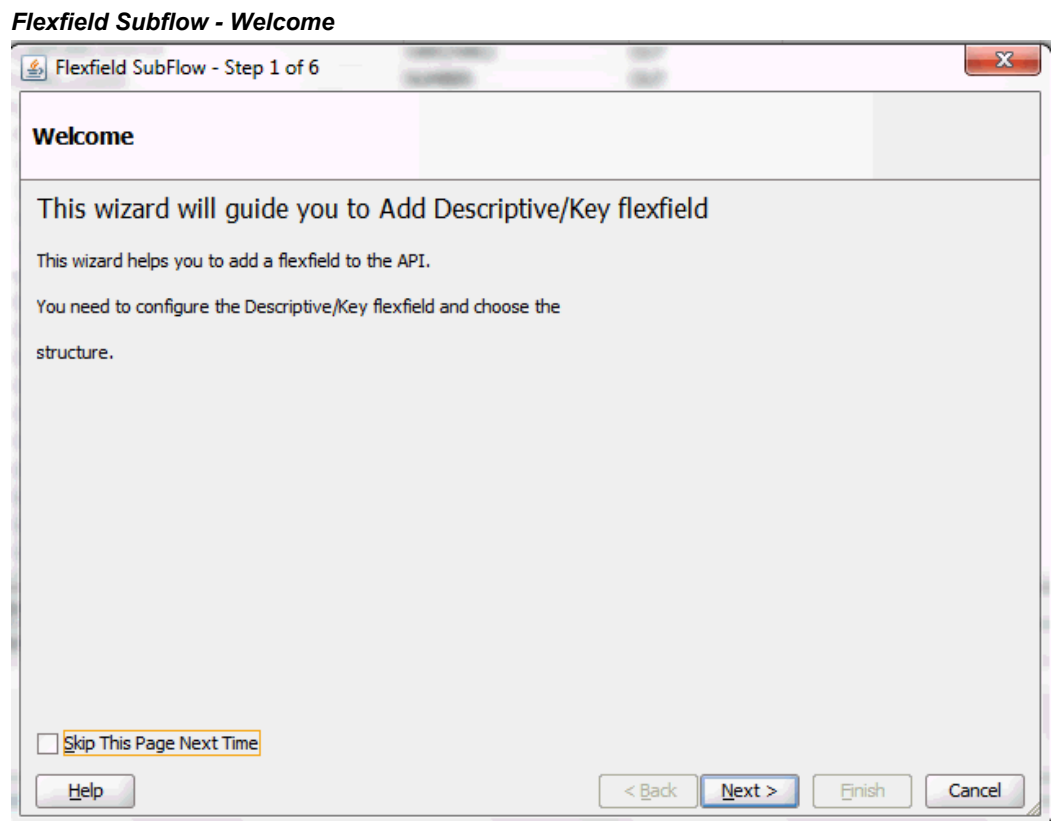 Flexfield Subflow - Welcome
Flexfield SubFlow - Step 1 of 6
Welcome
This wizard will guide you to Add Descriptive/Key flexfield
This wizard helps you to add a flexfield to the API.
You need to configure the Descriptive/Key flexfield and choose the
structure.
Skip This Page Next Time
Help < Back Next > Finish Cancel